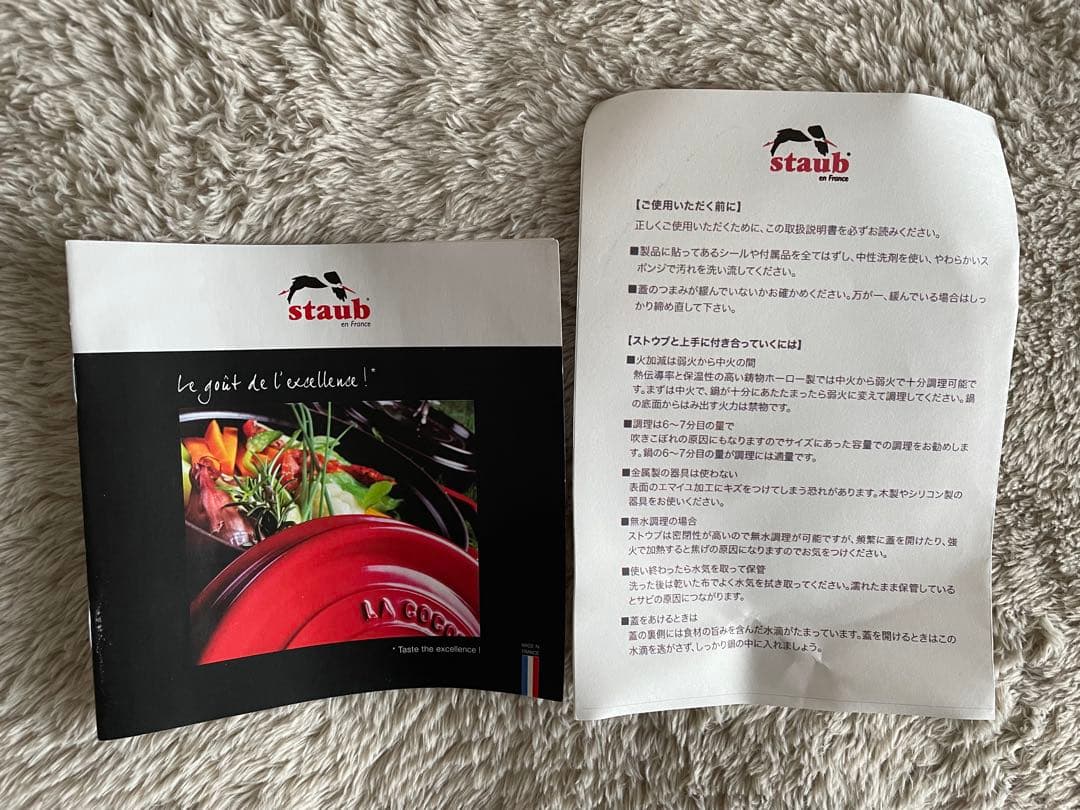 staub
en France
Le goût de l'excellence !*
LA COCO
* Taste the excellence !
MADE IN
FRANCE
staub
en France
【ご使用いただく前に】
正しくご使用いただくために、この取扱説明書を必ずお読みください。
■製品に貼ってあるシールや付属品を全てはずし、中性洗剤を使い、やわらかいス
ポンジで汚れを洗い流してください。
■蓋のつまみが緩んでいないかお確かめください。万が一、緩んでいる場合はしっ
かり締め直して下さい。
【ストウブと上手に付き合っていくには】
■火加減は弱火から中火の間
熱伝導率と保温性の高い鋳物ホーロー製では中火から弱火で十分調理可能で
す。まずは中火で、鍋が十分にあたたまったら弱火に変えて調理してください。鍋
の底面からはみ出す火力は禁物です。
■調理は6〜7分目の量で
吹きこぼれの原因にもなりますのでサイズにあった容量での調理をお勧めしま
す。鍋の6〜7分目の量が調理には適量です。
■金属製の器具は使わない
表面のエマイユ加工にキズをつけてしまう恐れがあります。木製やシリコン製の
器具をお使いください。
■無水調理の場合
ストウブは密閉性が高いので無水調理が可能ですが、頻繁に蓋を開けたり、強
火で加熱すると焦げの原因になりますのでお気をつけください。
■使い終わったら水気を取って保管
洗った後は乾いた布でよく水気を拭き取ってください。濡れたまま保管している
とサビの原因につながります。
■蓋をあけるときは
蓋の裏側には食材の旨みを含んだ水滴がたまっています。蓋を開けるときはこの
水滴を逃がさず、しっかり鍋の中に入れましょう。